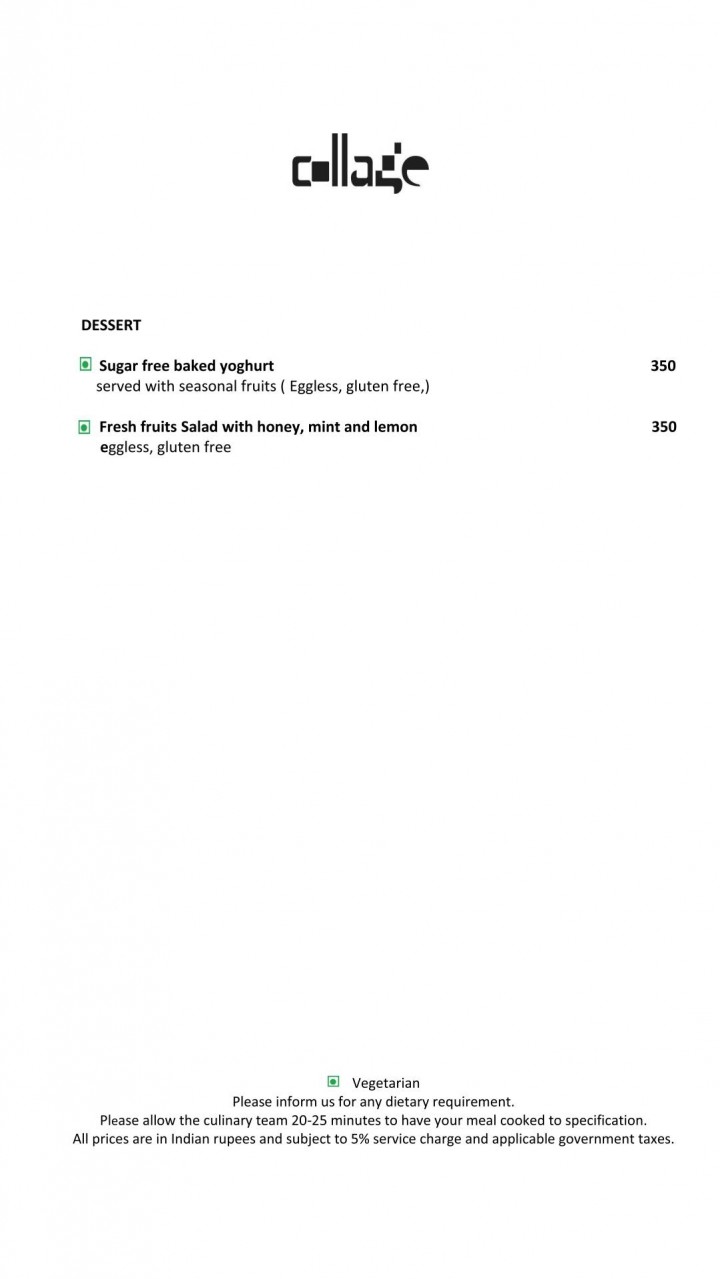 collage
DESSERT
Sugar free baked yoghurt 350
served with seasonal fruits ( Eggless, gluten free,)
Fresh fruits Salad with honey, mint and lemon 350
eggless, gluten free
Vegetarian
Please inform us for any dietary requirement.
Please allow the culinary team 20-25 minutes to have your meal cooked to specification.
All prices are in Indian rupees and subject to 5% service charge and applicable government taxes.